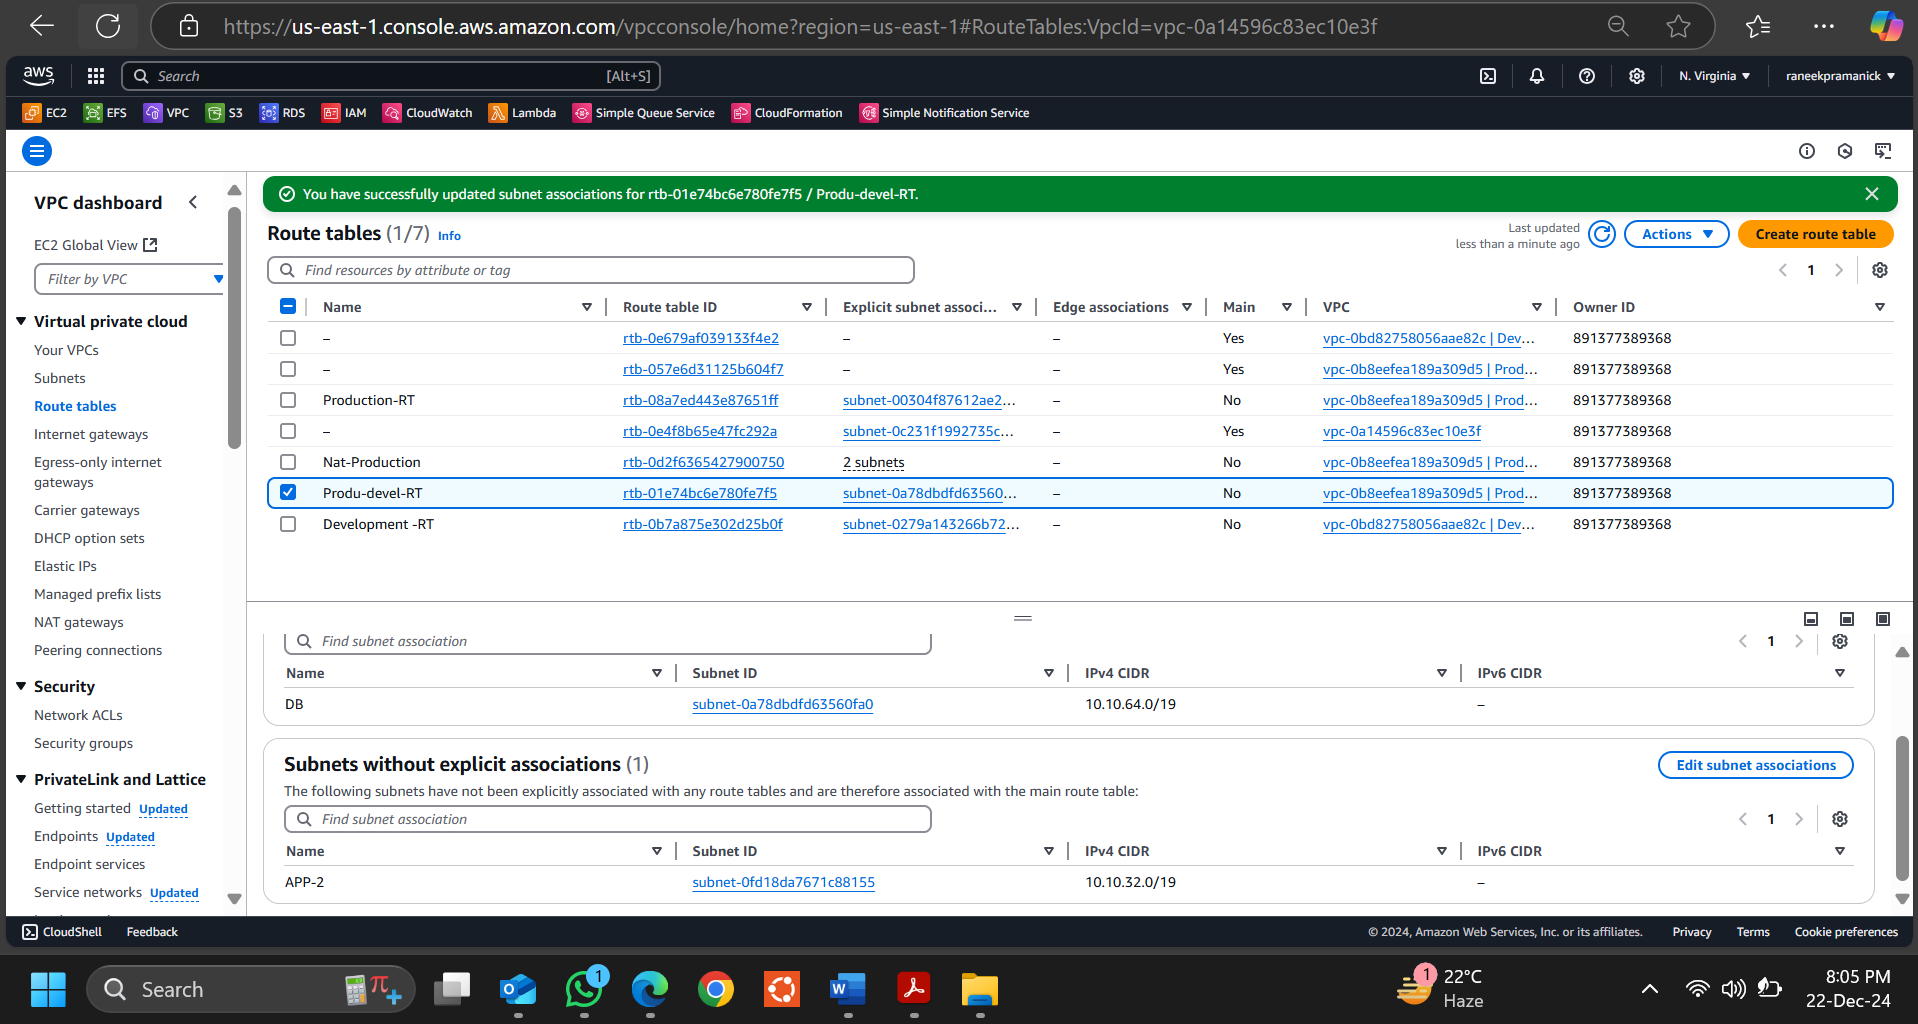 https://us-east-1.console.aws.amazon.com/vpcconsole/home?region=us-east-1#RouteTables:VpcId=vpc-0a14596c83ec10e3f
aws Search [Alt+S] N. Virginia raneekpramanick
EC2 EFS VPC S3 RDS IAM CloudWatch Lambda Simple Queue Service CloudFormation Simple Notification Service
VPC dashboard
EC2 Global View
Filter by VPC
Virtual private cloud
Your VPCs
Subnets
Route tables
Internet gateways
Egress-only internet
gateways
Carrier gateways
DHCP option sets
Elastic IPs
Managed prefix lists
NAT gateways
Peering connections
Security
Network ACLs
Security groups
PrivateLink and Lattice
Getting started Updated
Endpoints Updated
Endpoint services
Service networks Updated
You have successfully updated subnet associations for rtb-01e74bc6e780fe7f5 / Produ-devel-RT.
Route tables (1/7) Info
Last updated
less than a minute ago
Actions
Create route table
Find resources by attribute or tag
1
Name Route table ID Explicit subnet associ... Edge associations Main VPC Owner ID
– rtb-0e679af039133f4e2 – – Yes vpc-0bd82758056aae82c | Dev... 891377389368
– rtb-057e6d31125b604f7 – – Yes vpc-0b8eefea189a309d5 | Prod... 891377389368
Production-RT rtb-08a7ed443e87651ff subnet-00304f87612ae2... – No vpc-0b8eefea189a309d5 | Prod... 891377389368
– rtb-0e4f8b65e47fc292a subnet-0c231f1992735c... – Yes vpc-0a14596c83ec10e3f 891377389368
Nat-Production rtb-0d2f6365427900750 2 subnets – No vpc-0b8eefea189a309d5 | Prod... 891377389368
Produ-devel-RT rtb-01e74bc6e780fe7f5 subnet-0a78dbdfd63560... – No vpc-0b8eefea189a309d5 | Prod... 891377389368
Development -RT rtb-0b7a875e302d25b0f subnet-0279a143266b72... – No vpc-0bd82758056aae82c | Dev... 891377389368
Find subnet association
1
Name Subnet ID IPv4 CIDR IPv6 CIDR
DB subnet-0a78dbdfd63560fa0 10.10.64.0/19 –
Subnets without explicit associations (1)
Edit subnet associations
The following subnets have not been explicitly associated with any route tables and are therefore associated with the main route table:
Find subnet association
1
Name Subnet ID IPv4 CIDR IPv6 CIDR
APP-2 subnet-0fd18da7671c88155 10.10.32.0/19 –
CloudShell Feedback © 2024, Amazon Web Services, Inc. or its affiliates. Privacy Terms Cookie preferences
Search
1
1
22°C
Haze
8:05 PM
22-Dec-24